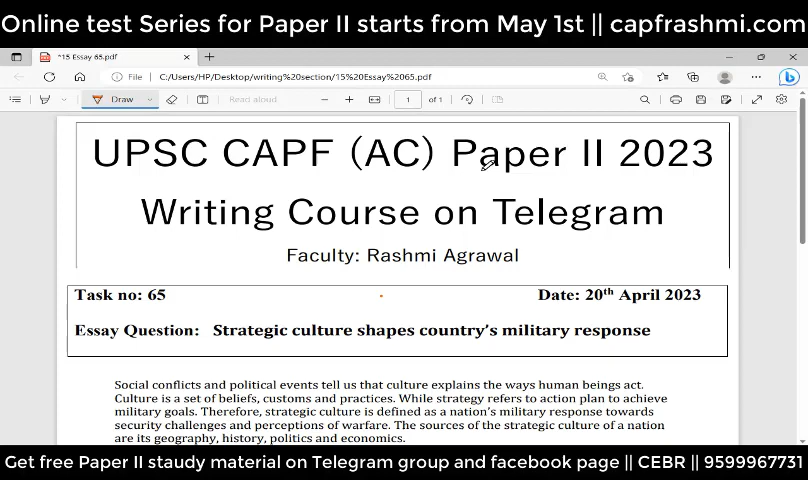 Online test Series for Paper II starts from May 1st || capfrashmi.com
*15 Essay 65.pdf
File | C:/Users/HP/Desktop/writing%20section/15%20Essay%2065.pdf
Draw
Read aloud
1 of 1
UPSC CAPF (AC) Paper II 2023
Writing Course on Telegram
Faculty: Rashmi Agrawal
Task no: 65 Date: 20th April 2023
Essay Question: Strategic culture shapes country's military response
Social conflicts and political events tell us that culture explains the ways human beings act.
Culture is a set of beliefs, customs and practices. While strategy refers to action plan to achieve
military goals. Therefore, strategic culture is defined as a nation's military response towards
security challenges and perceptions of warfare. The sources of the strategic culture of a nation
are its geography, history, politics and economics.
Get free Paper II staudy material on Telegram group and facebook page || CEBR || 9599967731